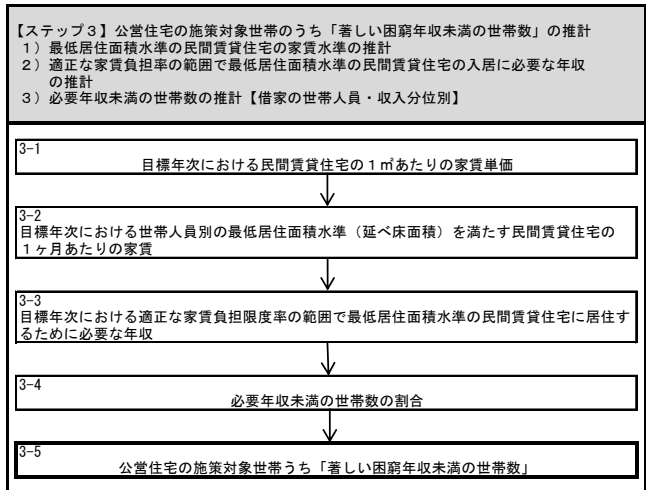 【ステップ３】公営住宅の施策対象世帯のうち「著しい困窮年収未満の世帯数」の推計
１）最低居住面積水準の民間賃貸住宅の家賃水準の推計
２）適正な家賃負担率の範囲で最低居住面積水準の民間賃貸住宅の入居に必要な年収
の推計
３）必要年収未満の世帯数の推計【借家の世帯人員・収入分位別】
3-1
目標年次における民間賃貸住宅の１㎡あたりの家賃単価
3-2
目標年次における世帯人員別の最低居住面積水準（延べ床面積）を満たす民間賃貸住宅の
１ヶ月あたりの家賃
3-3
目標年次における適正な家賃負担限度率の範囲で最低居住面積水準の民間賃貸住宅に居住す
るために必要な年収
3-4
必要年収未満の世帯数の割合
3-5
公営住宅の施策対象世帯うち「著しい困窮年収未満の世帯数」